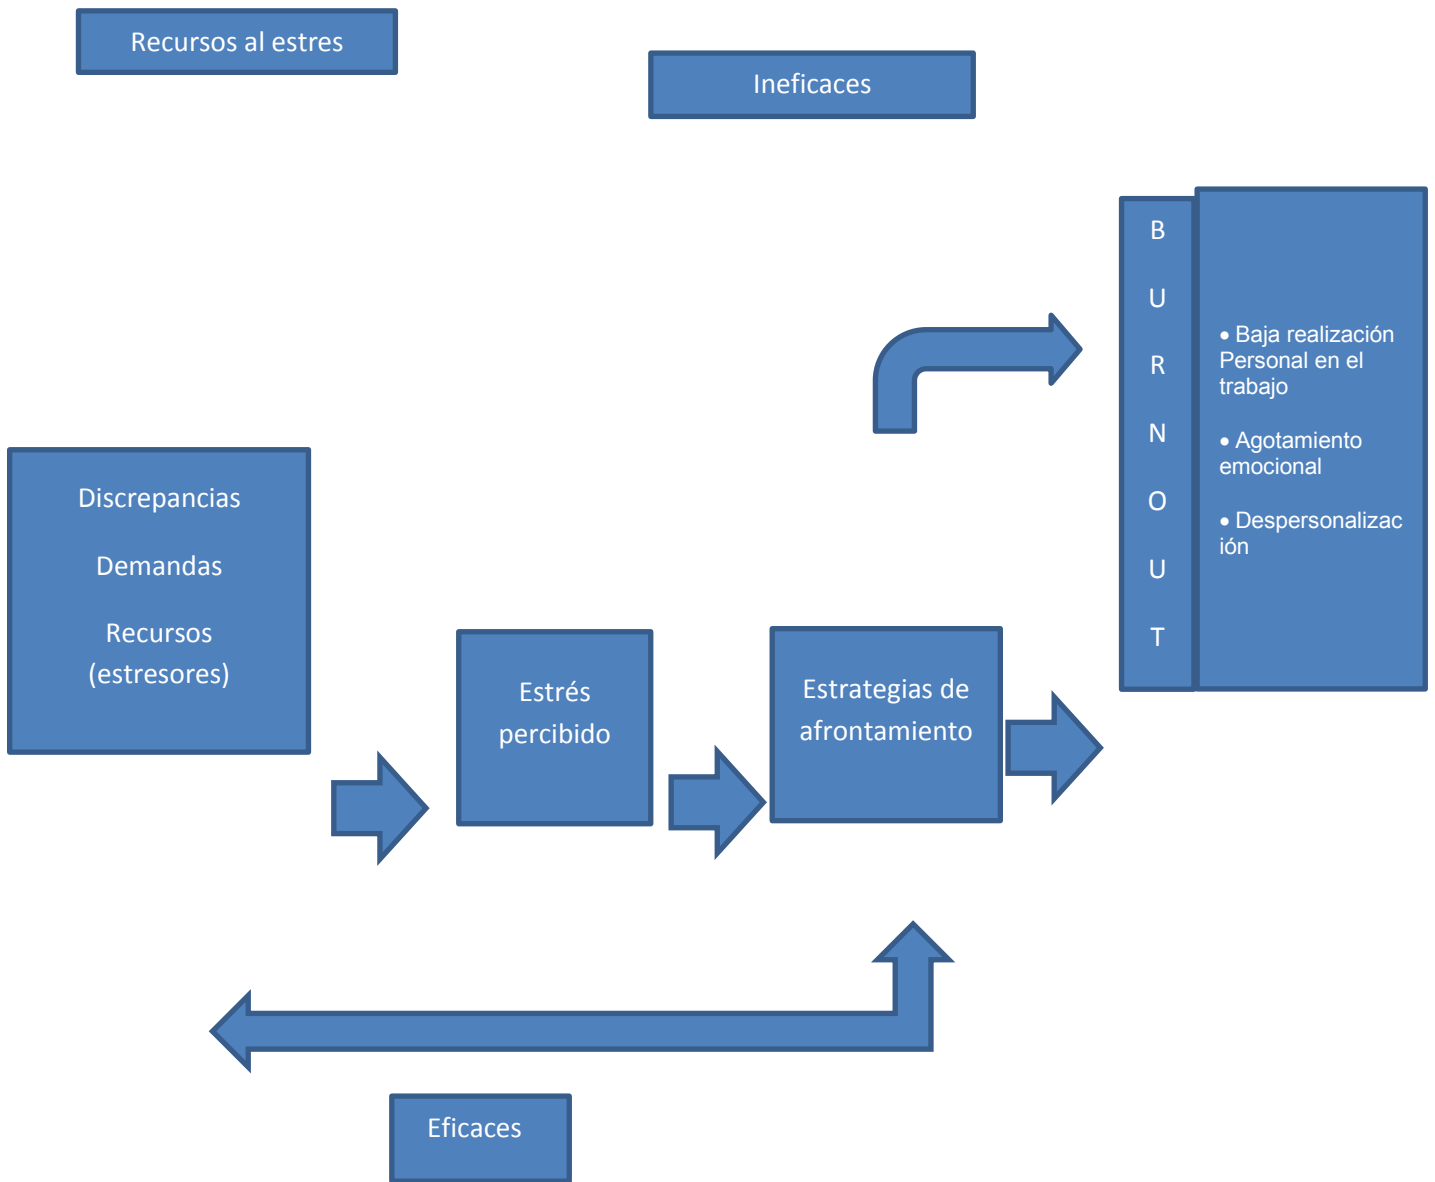 Recursos al estres
Ineficaces
B
U
R
N
O
U
T
• Baja realización
Personal en el
trabajo
• Agotamiento
emocional
• Despersonalizac
ión
Discrepancias
Demandas
Recursos
(estresores)
Estrés
percibido
Estrategias de
afrontamiento
Eficaces